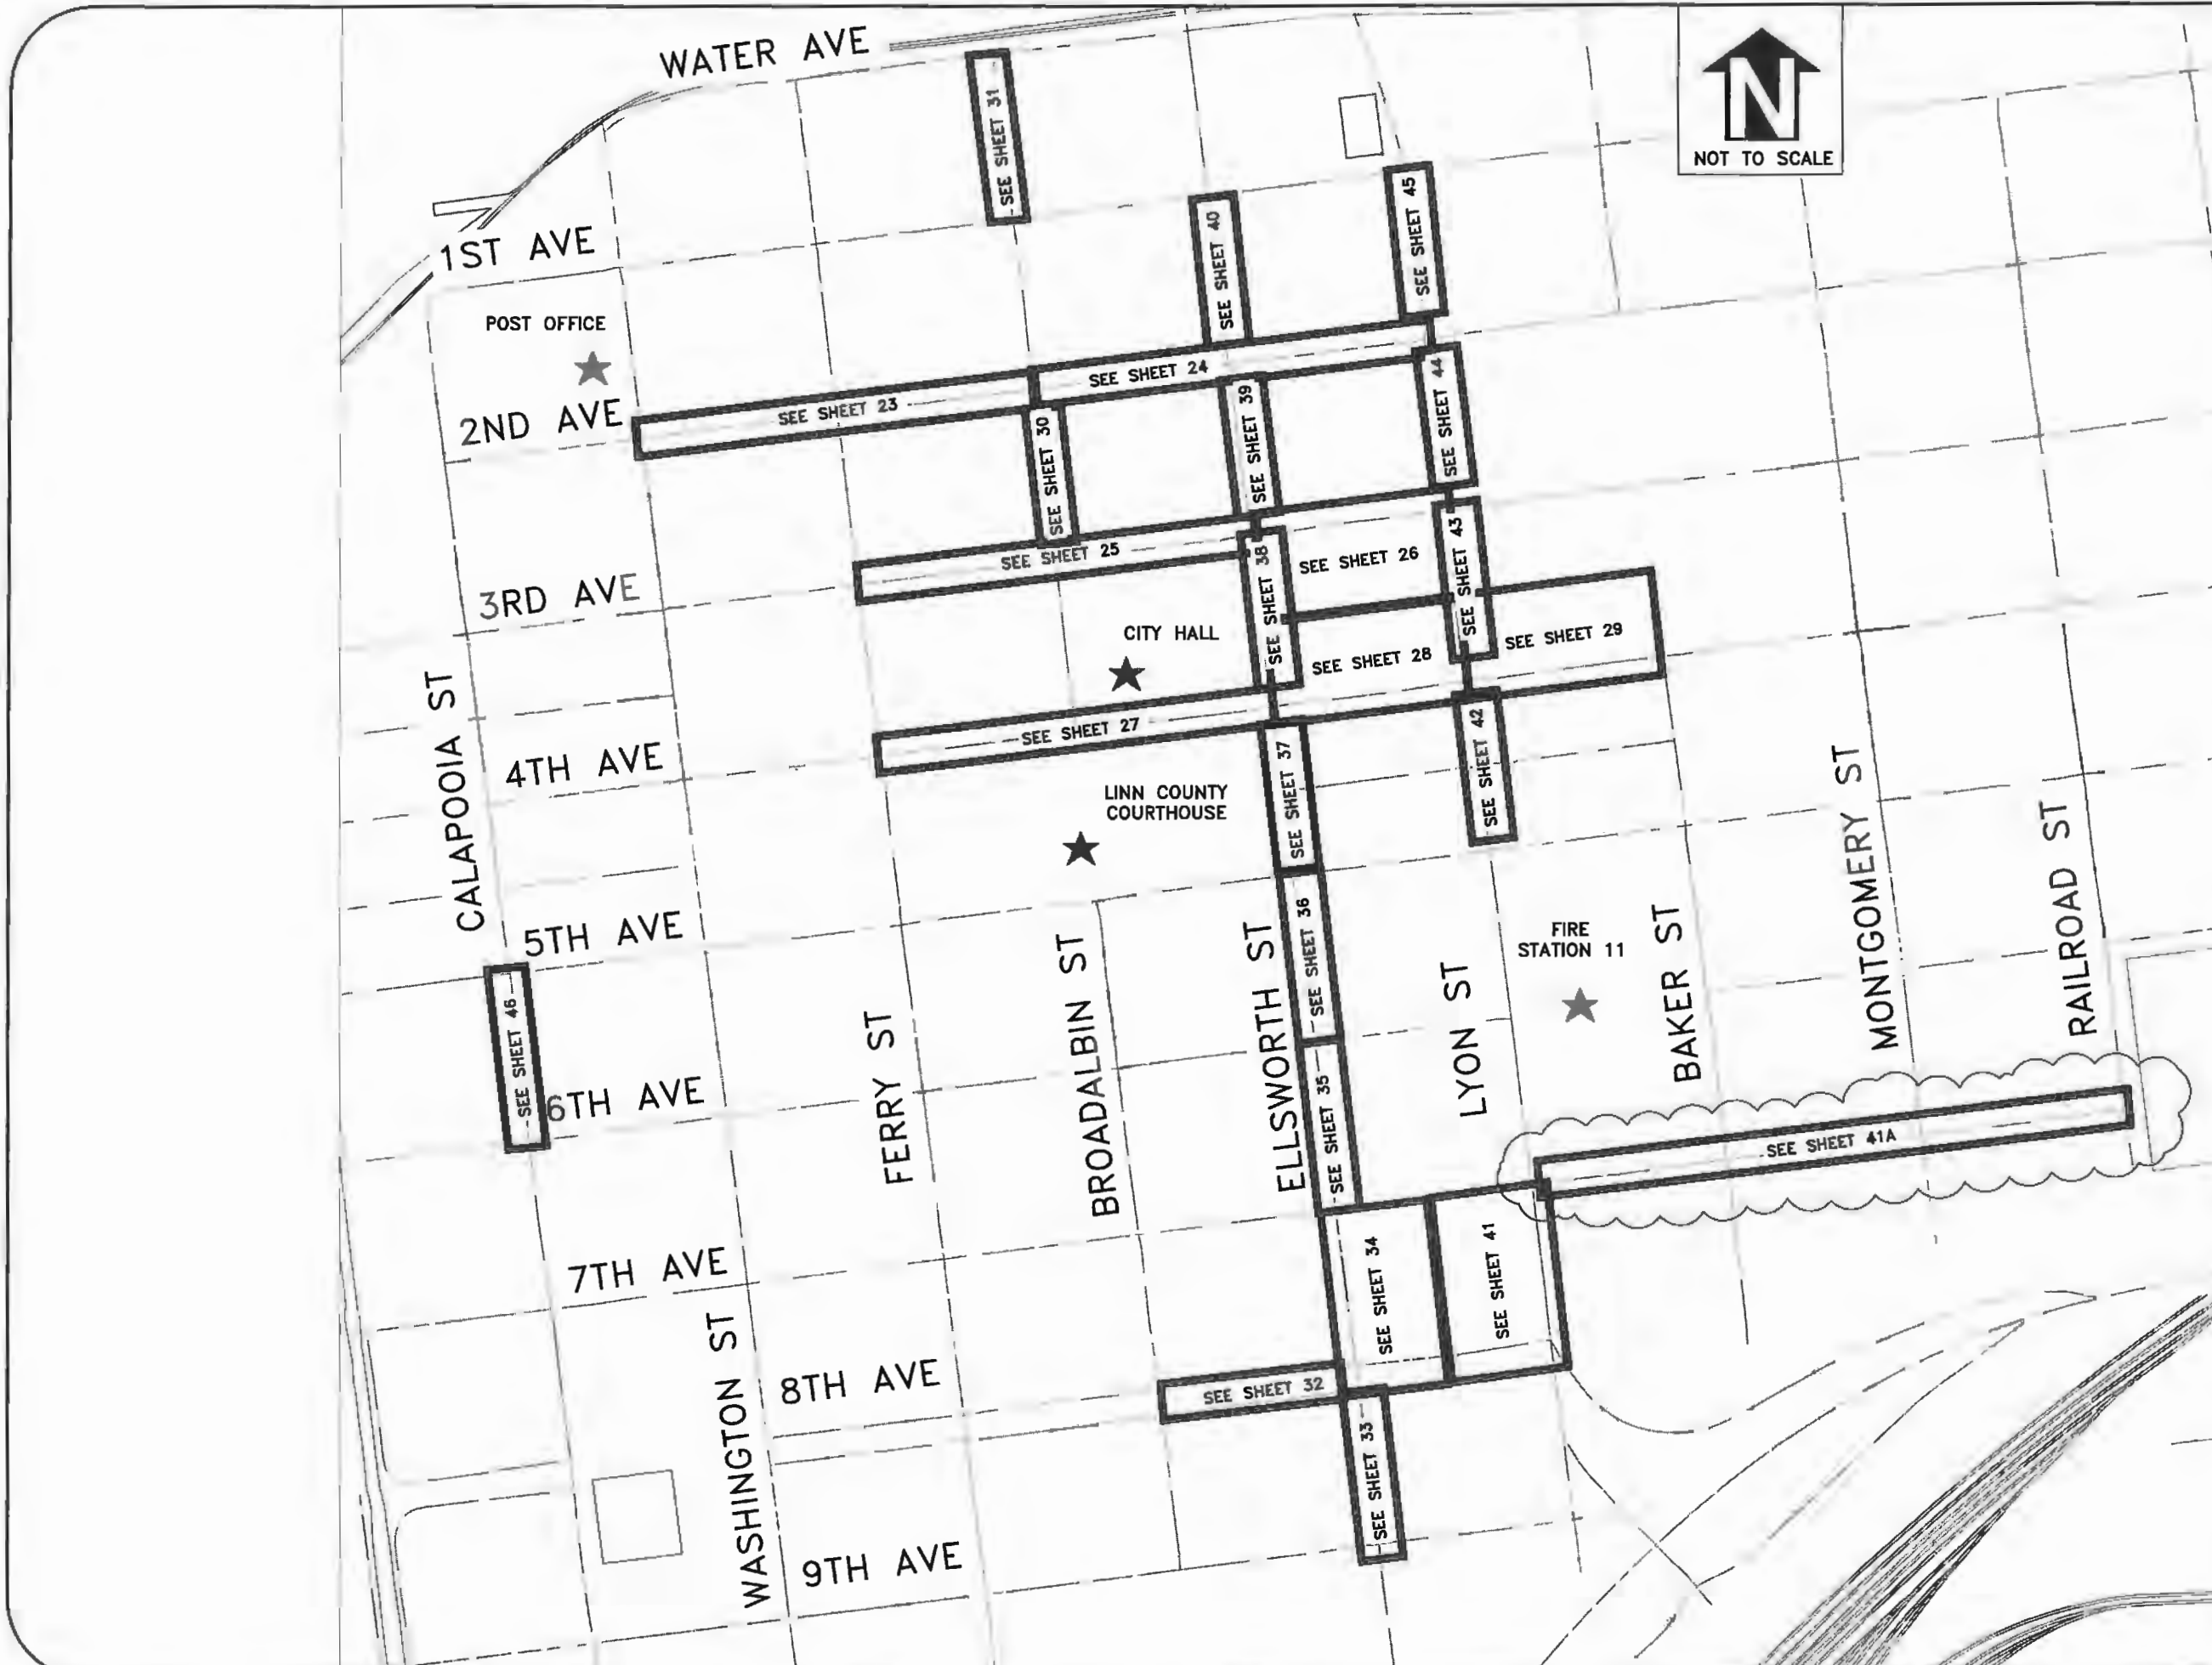 WATER AVE
N
NOT TO SCALE
SEE SHEET 31
SEE SHEET 40
SEE SHEET 45
1ST AVE
POST OFFICE
2ND AVE
SEE SHEET 23
SEE SHEET 24
SEE SHEET 30
SEE SHEET 39
SEE SHEET 44
3RD AVE
SEE SHEET 25
SEE SHEET 38
SEE SHEET 26
SEE SHEET 43
CITY HALL
SEE SHEET 28
SEE SHEET 29
CALAPOOIA ST
4TH AVE
SEE SHEET 27
SEE SHEET 37
SEE SHEET 42
LINN COUNTY
COURTHOUSE
MONTGOMERY ST
RAILROAD ST
5TH AVE
SEE SHEET 36
FIRE
STATION 11
BAKER ST
SEE SHEET 46
6TH AVE
FERRY ST
BROADALBIN ST
ELLSWORTH ST
SEE SHEET 35
LYON ST
SEE SHEET 41A
7TH AVE
SEE SHEET 34
SEE SHEET 41
WASHINGTON ST
8TH AVE
SEE SHEET 32
SEE SHEET 33
9TH AVE